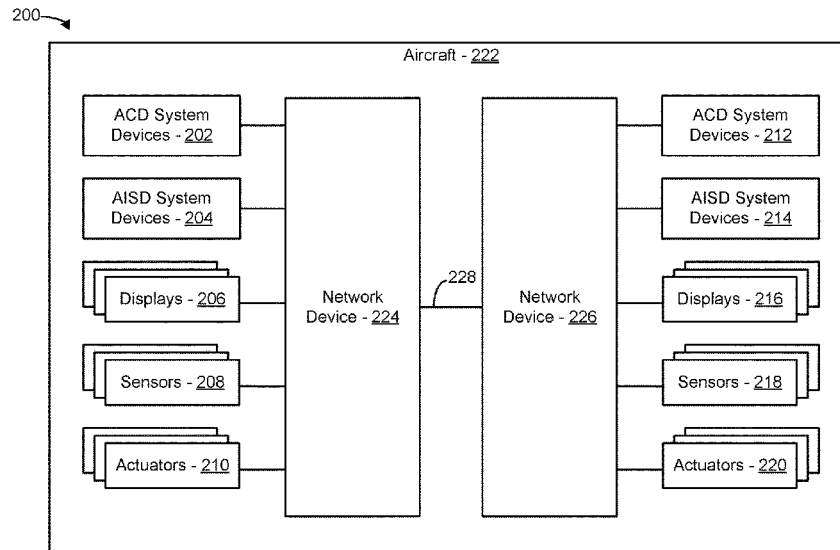 200
Aircraft - 222
ACD System
Devices - 202
AISD System
Devices - 204
Displays - 206
Sensors - 208
Actuators - 210
Network
Device - 224
228
Network
Device - 226
ACD System
Devices - 212
AISD System
Devices - 214
Displays - 216
Sensors - 218
Actuators - 220